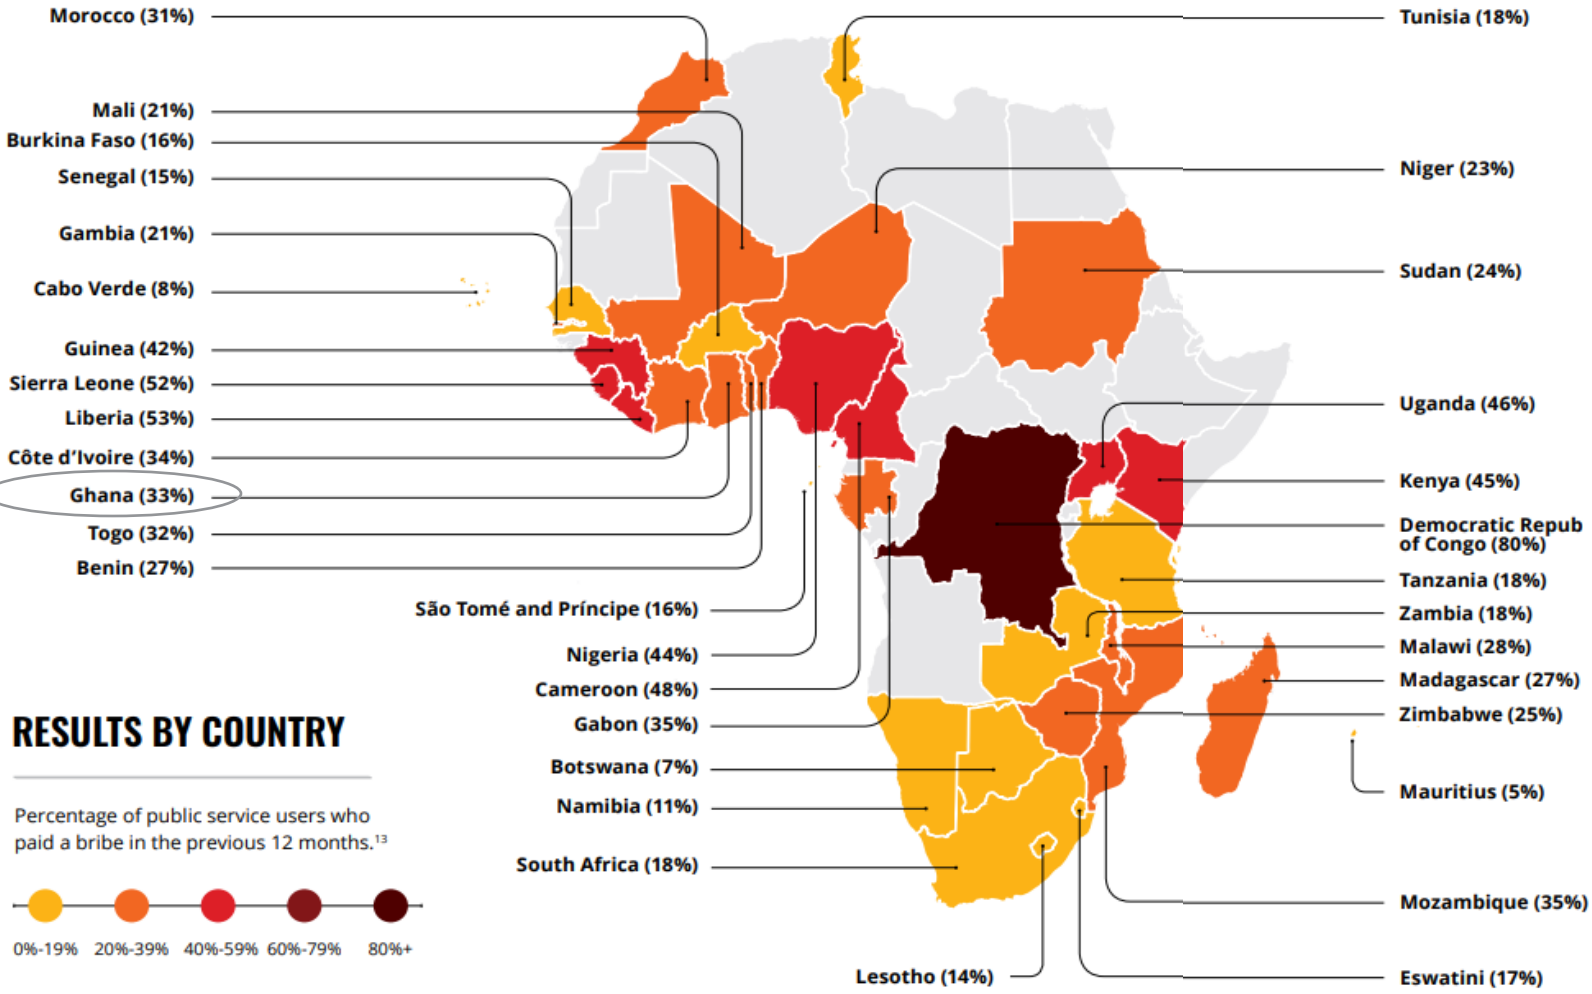 Morocco (31%)
Mali (21%)
Burkina Faso (16%)
Senegal (15%)
Gambia (21%)
Cabo Verde (8%)
Guinea (42%)
Sierra Leone (52%)
Liberia (53%)
Côte d’Ivoire (34%)
Ghana (33%)
Togo (32%)
Benin (27%)
São Tomé and Príncipe (16%)
Nigeria (44%)
Cameroon (48%)
Gabon (35%)
Botswana (7%)
Namibia (11%)
South Africa (18%)
Lesotho (14%)
Tunisia (18%)
Niger (23%)
Sudan (24%)
Uganda (46%)
Kenya (45%)
Democratic Repub
of Congo (80%)
Tanzania (18%)
Zambia (18%)
Malawi (28%)
Madagascar (27%)
Zimbabwe (25%)
Mauritius (5%)
Mozambique (35%)
Eswatini (17%)
RESULTS BY COUNTRY
Percentage of public service users who
paid a bribe in the previous 12 months.¹³
0%-19% 20%-39% 40%-59% 60%-79% 80%+